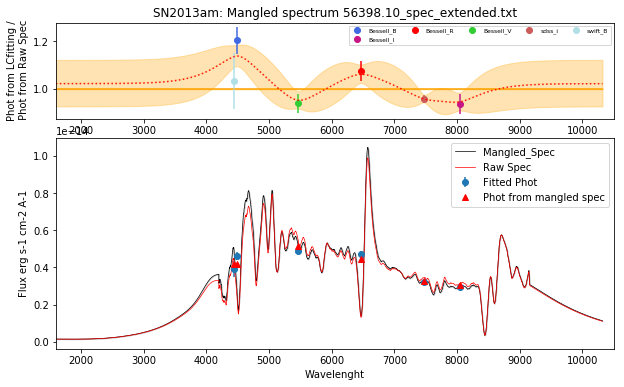 SN2013am: Mangled spectrum 56398.10_spec_extended.txt
Phot from LCfitting /
Phot from Raw Spec
1.2
1.0
Bessell_B
Bessell_I
Bessell_R
Bessell_V
sdss_i
swift_B
2000 3000 4000 5000 6000 7000 8000 9000 10000
1e−14
Flux erg s-1 cm-2 A-1
1.0
0.8
0.6
0.4
0.2
0.0
Mangled_Spec
Raw Spec
Fitted Phot
Phot from mangled spec
2000 3000 4000 5000 6000 7000 8000 9000 10000
Wavelenght